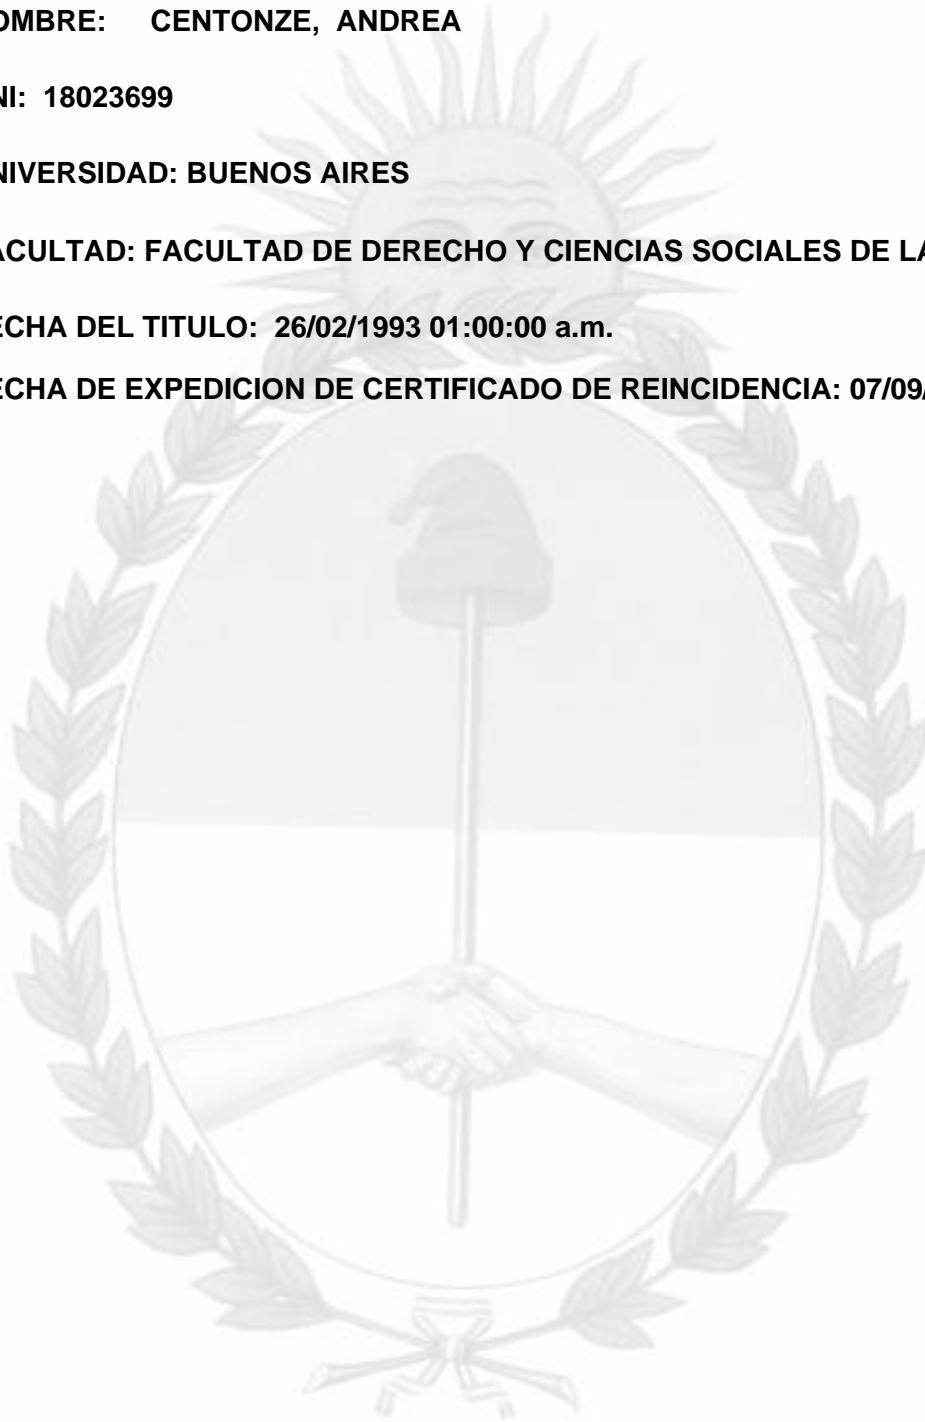 OMBRE: CENTONZE, ANDREA
NI: 18023699
NIVERSIDAD: BUENOS AIRES
ACULTAD: FACULTAD DE DERECHO Y CIENCIAS SOCIALES DE LA
ECHA DEL TITULO: 26/02/1993 01:00:00 a.m.
ECHA DE EXPEDICION DE CERTIFICADO DE REINCIDENCIA: 07/09/